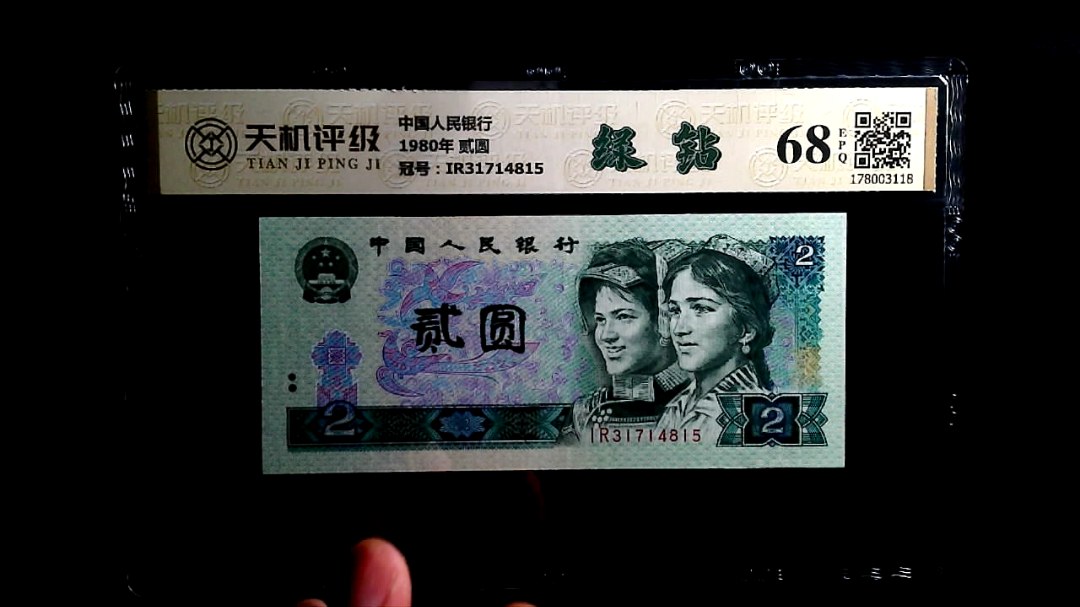 天机评级
TIAN JI PING JI
中国人民银行
1980年 贰圆
冠号：IR31714815
绿 钻
68
EPQ
178003118
中国人民银行
2
贰圆
2
IR31714815
2